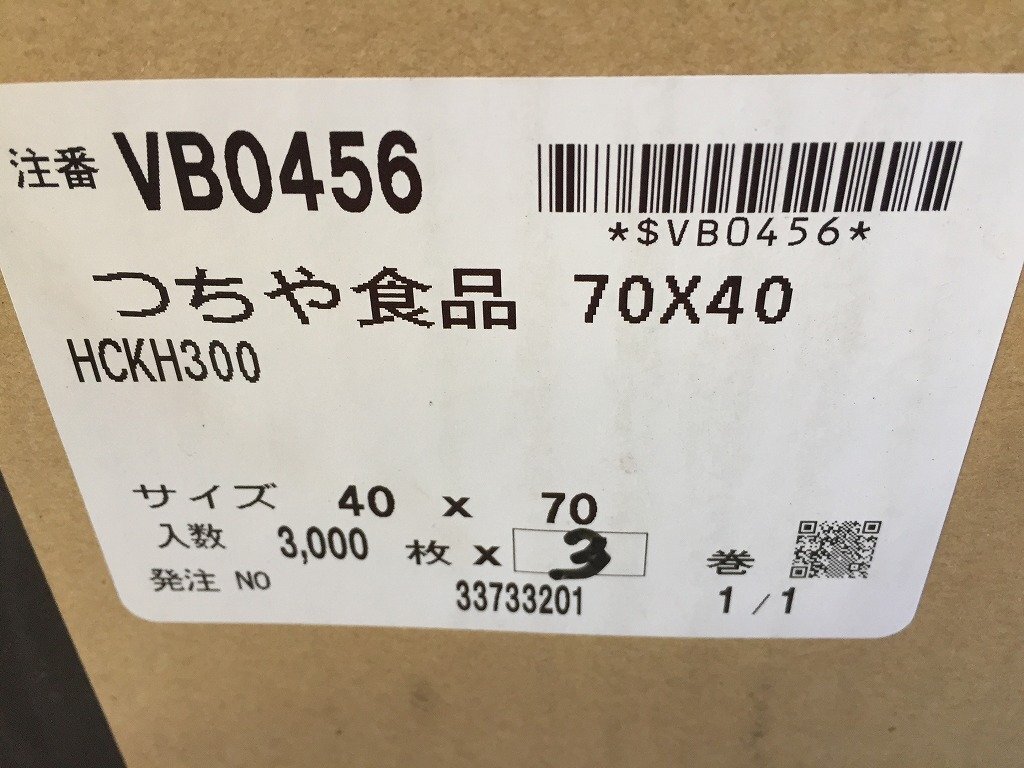 注番 VB0456
*$VB0456*
つちや食品 70X40
HCKH300
サイズ 40 x 70
入数 3,000 枚 x 3 巻
発注 NO 33733201 1 / 1